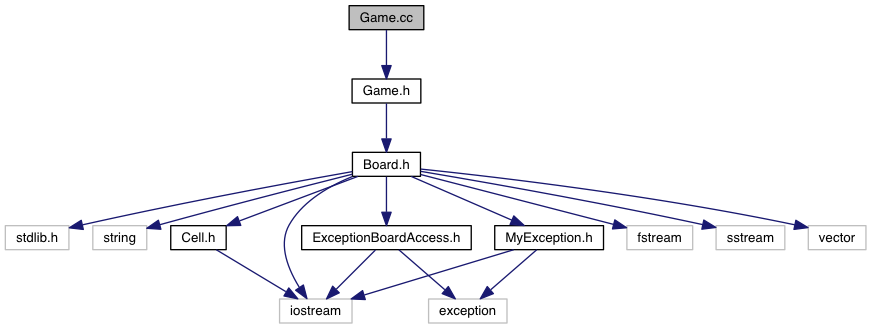 Game.cc
Game.h
Board.h
stdlib.h
string
Cell.h
ExceptionBoardAccess.h
MyException.h
fstream
sstream
vector
iostream
exception